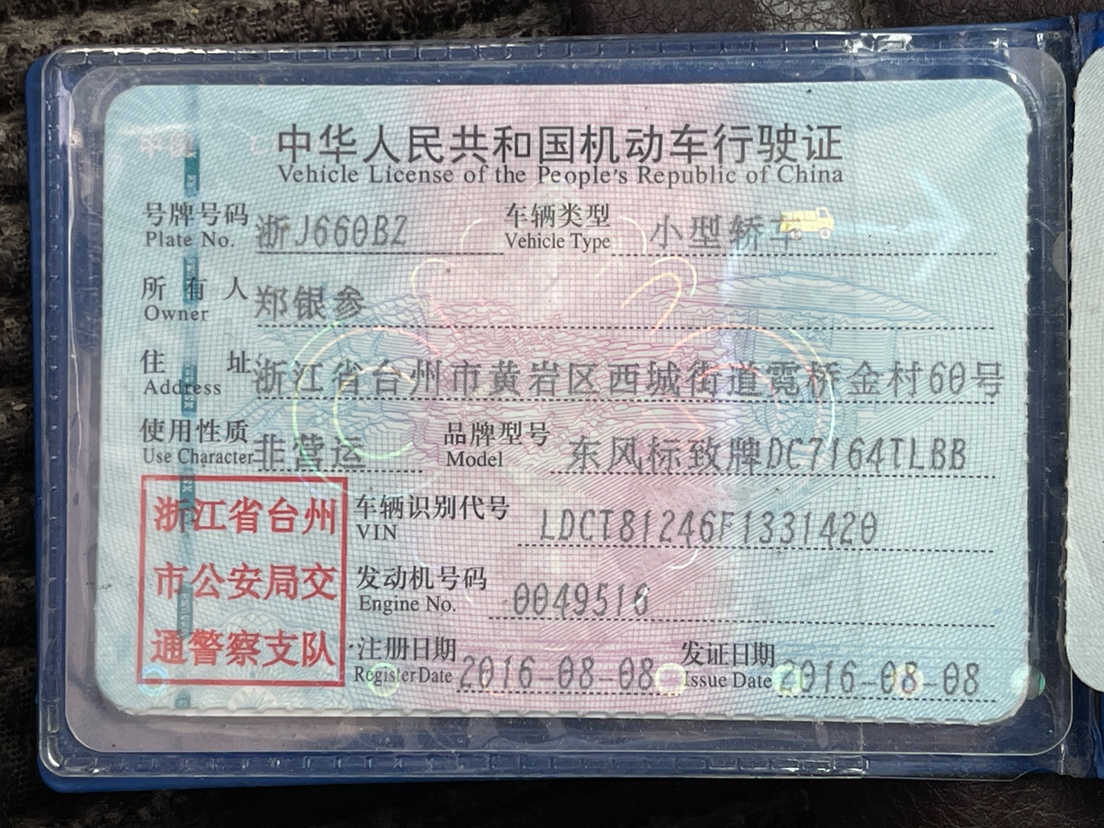 中华人民共和国机动车行驶证
Vehicle License of the People's Republic of China
号牌号码 浙J660BZ 车辆类型 小型轿车
Plate No. Vehicle Type
所有人 郑银参
Owner
住址 浙江省台州市黄岩区西城街道霓桥金村60号
Address
使用性质 非营运 品牌型号 东风标致牌DC7164TLBB
Use Character Model
浙江省台州
市公安局交
通警察支队
车辆识别代号 LDCT81246F1331420
VIN
发动机号码 0049516
Engine No.
注册日期 2016-08-08 发证日期 2016-08-08
Register Date Issue Date